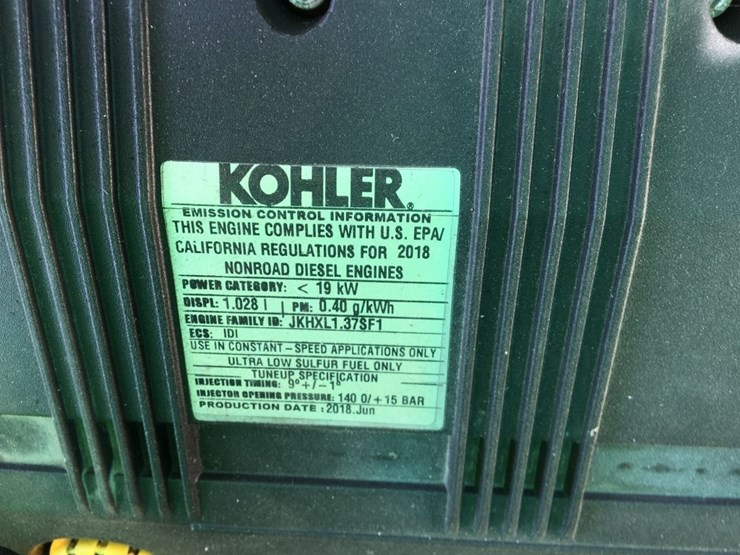 KOHLER®
EMISSION CONTROL INFORMATION
THIS ENGINE COMPLIES WITH U.S. EPA/
CALIFORNIA REGULATIONS FOR 2018
NONROAD DIESEL ENGINES
POWER CATEGORY: < 19 kW
DISPL: 1.028 l | PM: 0.40 g/kWh
ENGINE FAMILY ID: JKHXL1.37SF1
ECS: IDI
USE IN CONSTANT-SPEED APPLICATIONS ONLY
ULTRA LOW SULFUR FUEL ONLY
TUNEUP SPECIFICATION
INJECTION TIMING: 9°+/-1°
INJECTOR OPENING PRESSURE: 140 0/+15 BAR
PRODUCTION DATE :2018.Jun